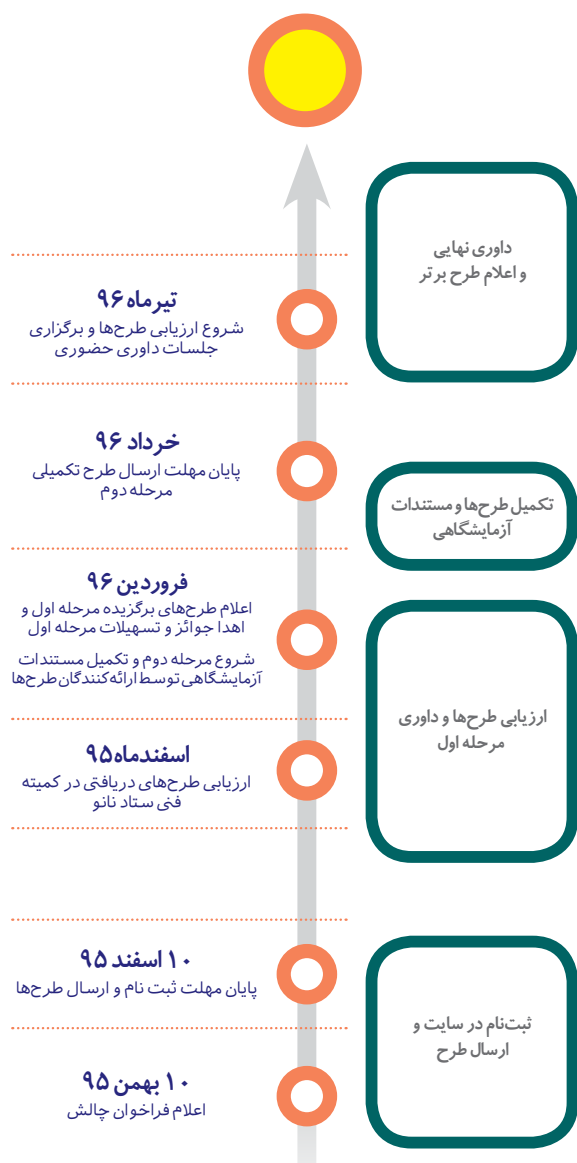 داوری نهایی
و اعلام طرح برتر
تیرماه ۹۶
شروع ارزیابی طرح‌ها و برگزاری
جلسات داوری حضوری
خرداد ۹۶
پایان مهلت ارسال طرح تکمیلی
مرحله دوم
تکمیل طرح‌ها و مستندات
آزمایشگاهی
فروردین ۹۶
اعلام طرح‌های برگزیده مرحله اول و
اهدا جوائز و تسهیلات مرحله اول
شروع مرحله دوم و تکمیل مستندات
آزمایشگاهی توسط ارائه‌کنندگان طرح‌ها
ارزیابی طرح‌ها و داوری
مرحله اول
اسفندماه ۹۵
ارزیابی طرح‌های دریافتی در کمیته
فنی ستاد نانو
۱۰ اسفند ۹۵
پایان مهلت ثبت نام و ارسال طرح‌ها
ثبت‌نام در سایت و
ارسال طرح
۱۰ بهمن ۹۵
اعلام فراخوان چالش